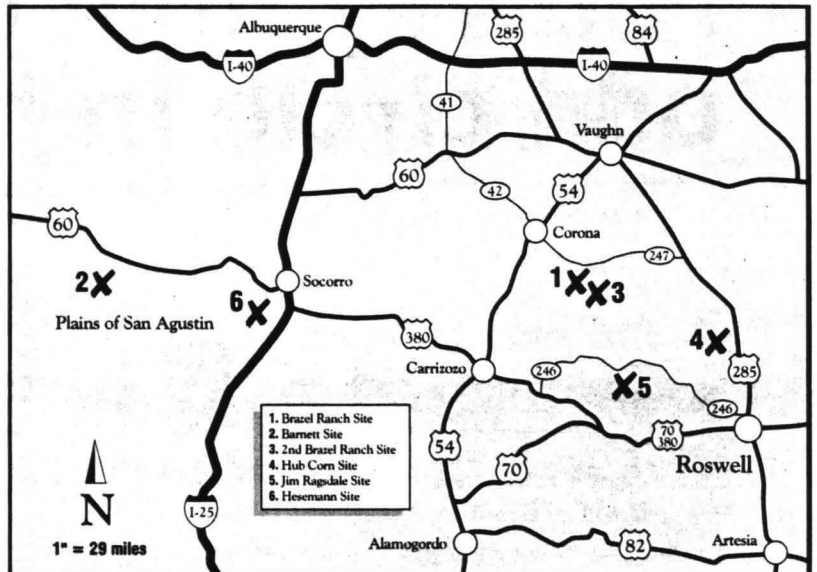 Albuquerque
285
84
I-40
I-40
41
Vaughn
60
42
54
60
Corona
247
2
Socorro
1
3
6
Plains of San Agustin
4
380
Carrizozo
246
5
285
246
1. Brazel Ranch Site
2. Barnett Site
3. 2nd Brazel Ranch Site
4. Hub Corn Site
5. Jim Ragsdale Site
6. Hesemann Site
54
70
380
70
Roswell
N
I-25
1" = 29 miles
Alamogordo
82
Artesia